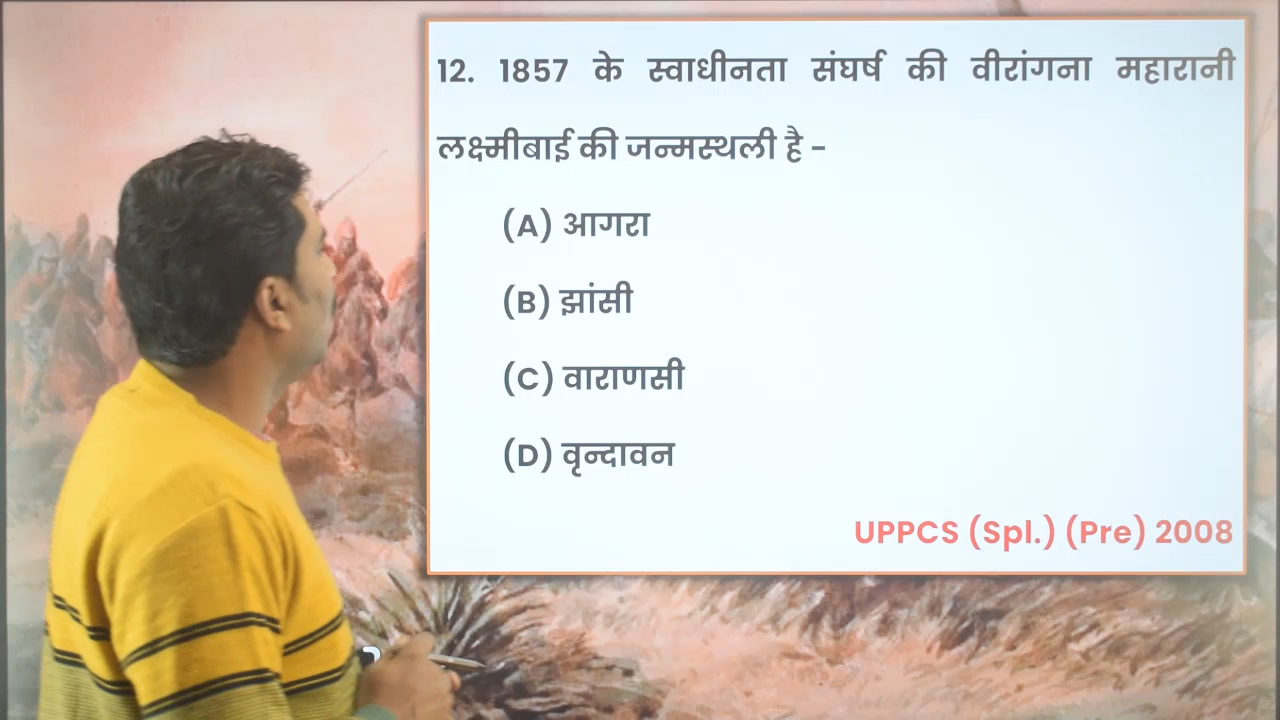 12. 1857 के स्वाधीनता संघर्ष की वीरांगना महारानी
लक्ष्मीबाई की जन्मस्थली है -
(A) आगरा
(B) झांसी
(C) वाराणसी
(D) वृन्दावन
UPPCS (Spl.) (Pre) 2008